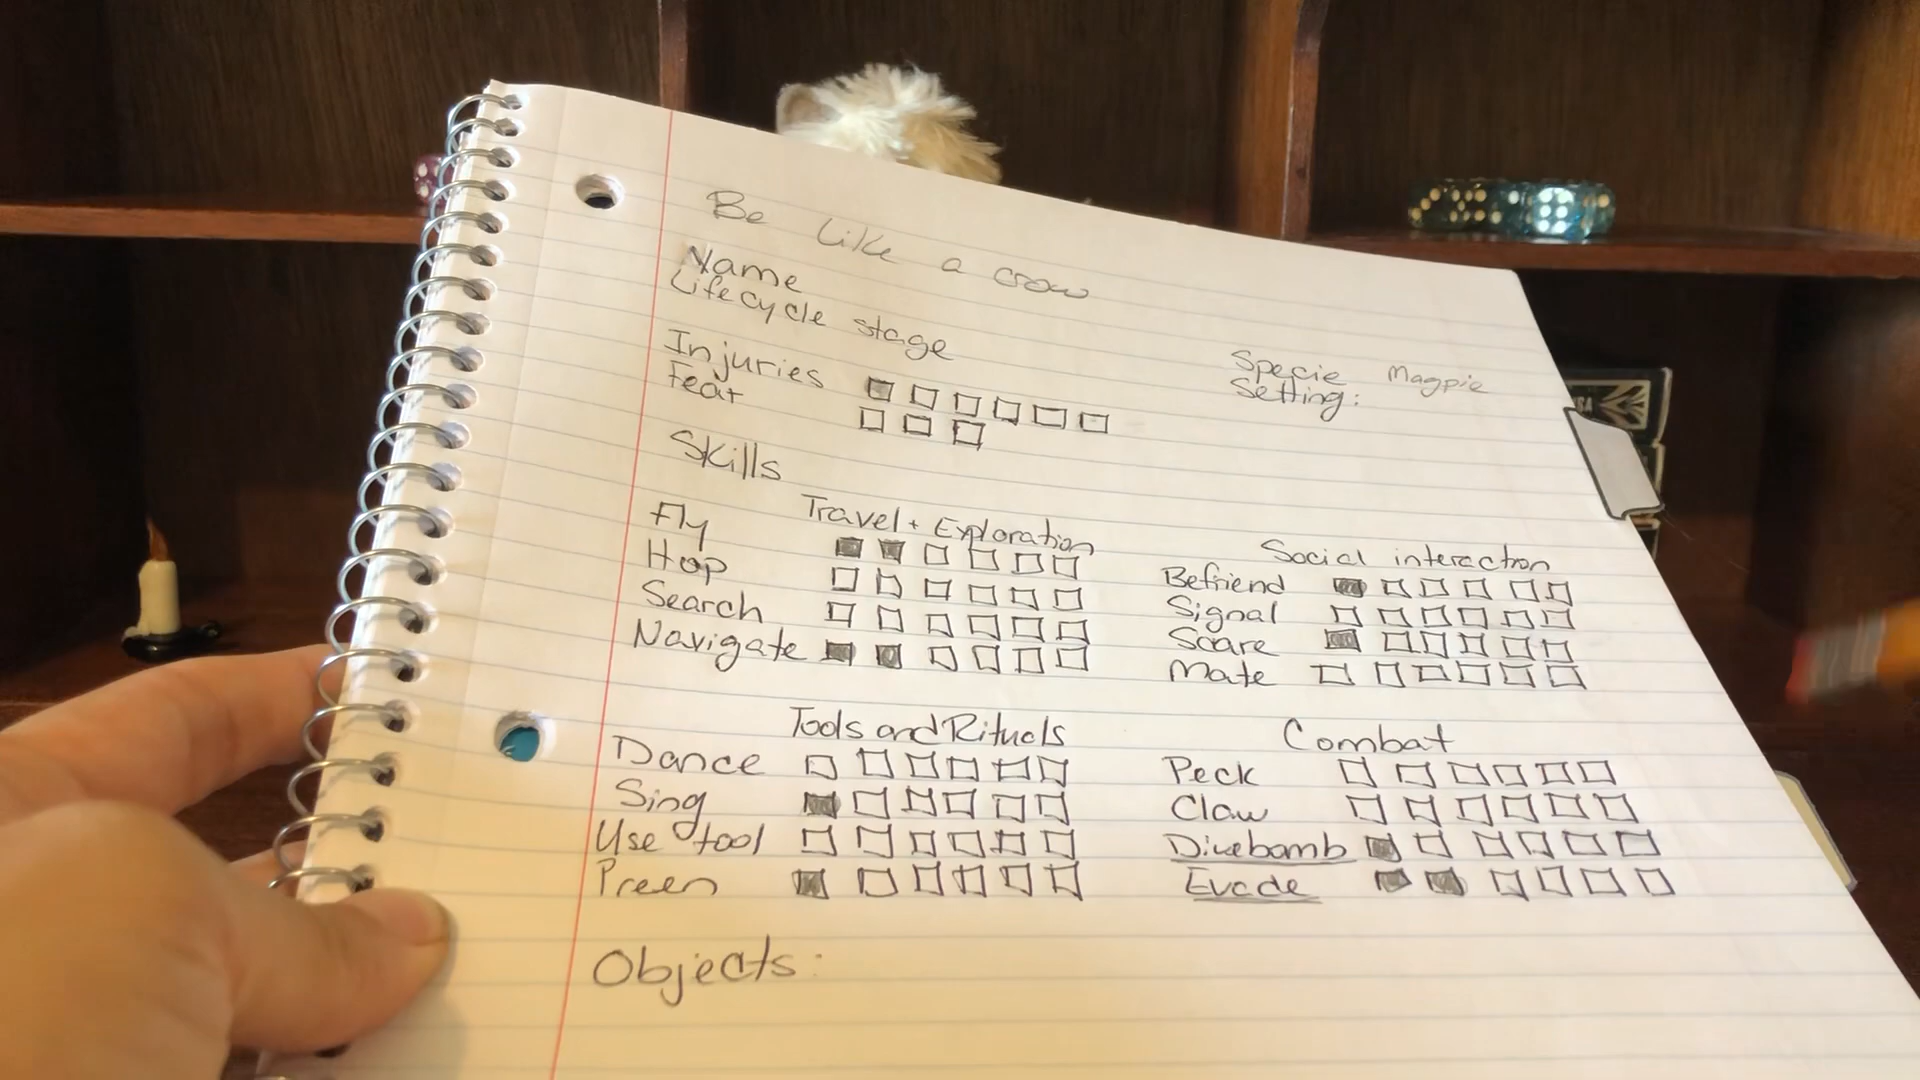 Be like a crow
Name
Lifecycle stage
Specie Magpie
Setting:
Injuries
Fear
Skills
Travel + Exploration
Fly
Hop
Search
Navigate
Social interaction
Befriend
Signal
Scare
Mate
Tools and Rituals
Dance
Sing
Use tool
Preen
Combat
Peck
Claw
Divebomb
Evade
Objects: